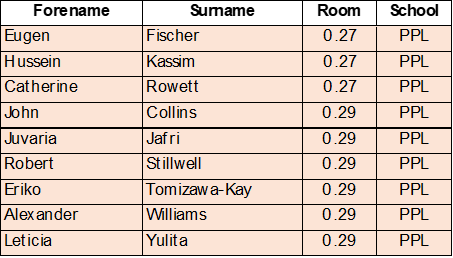 Forename Surname Room School
Eugen Fischer 0.27 PPL
Hussein Kassim 0.27 PPL
Catherine Rowett 0.27 PPL
John Collins 0.29 PPL
Juvaria Jafri 0.29 PPL
Robert Stillwell 0.29 PPL
Eriko Tomizawa-Kay 0.29 PPL
Alexander Williams 0.29 PPL
Leticia Yulita 0.29 PPL